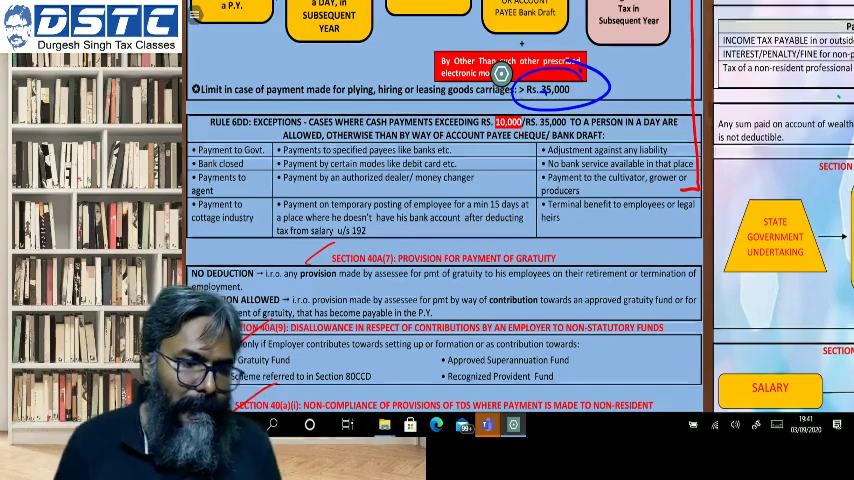 DSTC
Durgesh Singh Tax Classes
a P.Y.
a DAY, in
SUBSEQUENT
YEAR
OR ACCOUNT
PAYEE Bank Draft
Tax in
Subsequent Year
+
By Other Than such other prescribed
electronic mo
✪Limit in case of payment made for plying, hiring or leasing goods carriages: > Rs. 35,000
RULE 6DD: EXCEPTIONS - CASES WHERE CASH PAYMENTS EXCEEDING RS. 10,000/RS. 35,000 TO A PERSON IN A DAY ARE
ALLOWED, OTHERWISE THAN BY WAY OF ACCOUNT PAYEE CHEQUE/ BANK DRAFT:
• Payment to Govt.
• Payments to specified payees like banks etc.
• Adjustment against any liability
• Bank closed
• Payment by certain modes like debit card etc.
• No bank service available in that place
• Payments to
agent
• Payment by an authorized dealer/ money changer
• Payment to the cultivator, grower or
producers
• Payment to
cottage industry
• Payment on temporary posting of employee for a min 15 days at
a place where he doesn't have his bank account after deducting
tax from salary u/s 192
• Terminal benefit to employees or legal
heirs
SECTION 40A(7): PROVISION FOR PAYMENT OF GRATUITY
NO DEDUCTION → i.r.o. any provision made by assessee for pmt of gratuity to his employees on their retirement or termination of
employment.
ION ALLOWED → i.r.o. provision made by assessee for pmt by way of contribution towards an approved gratuity fund or for
ent of gratuity, that has become payable in the P.Y.
40A(9): DISALLOWANCE IN RESPECT OF CONTRIBUTIONS BY AN EMPLOYER TO NON-STATUTORY FUNDS
only if Employer contributes towards setting up or formation or as contribution towards:
Gratuity Fund
• Approved Superannuation Fund
Scheme referred to in Section 80CCD
• Recognized Provident Fund
SECTION 40(a)(i): NON-COMPLIANCE OF PROVISIONS OF TDS WHERE PAYMENT IS MADE TO NON-RESIDENT
Pa
INCOME TAX PAYABLE in or outsid
INTEREST/PENALTY/FINE for non-p
Tax of a non-resident professional
Any sum paid on account of wealth
is not deductible.
SECTION
STATE
GOVERNMENT
UNDERTAKING
SECTION
SALARY
99+
19:41
03/09/2020